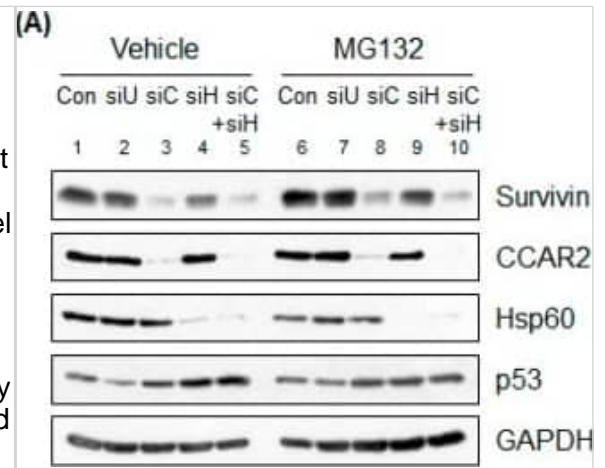 (A)
Vehicle MG132
Con siU siC siH siC Con siU siC siH siC
+siH +siH
1 2 3 4 5 6 7 8 9 10
Survivin
CCAR2
Hsp60
p53
GAPDH
t
el
y
d